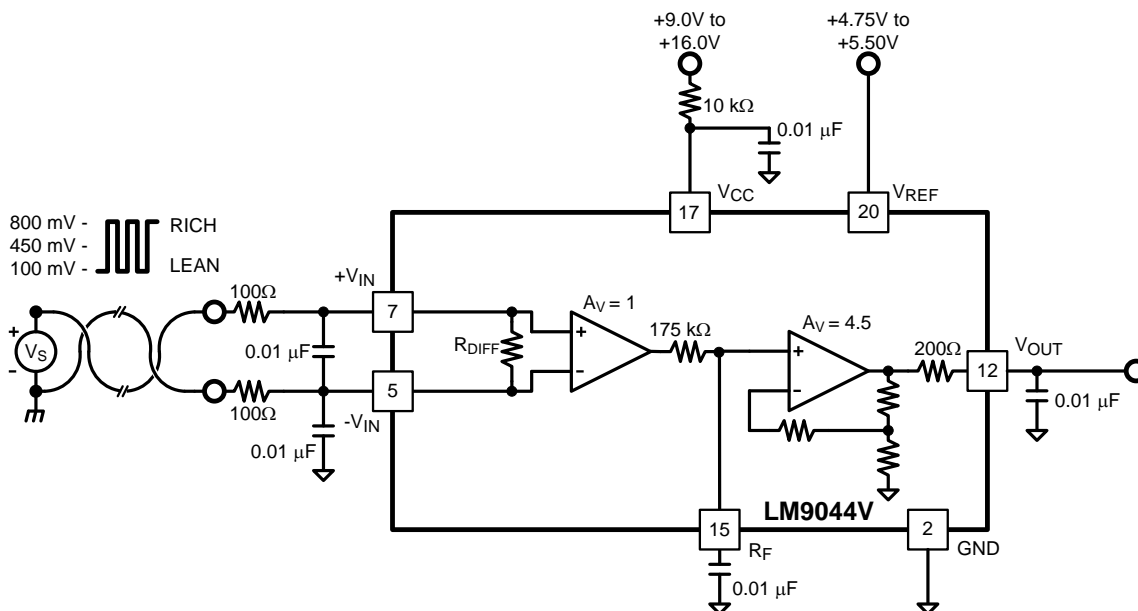 +9.0V to
+16.0V
+4.75V to
+5.50V
10 kΩ
0.01 μF
VCC
VREF
17
20
800 mV - RICH
450 mV -
100 mV - LEAN
+VIN
100Ω
7
AV = 1
175 kΩ
AV = 4.5
200Ω
VOUT
+
VS
-
0.01 μF
RDIFF
+
-
+
-
12
5
100Ω
-VIN
0.01 μF
0.01 μF
LM9044V
15
2
RF
GND
0.01 μF